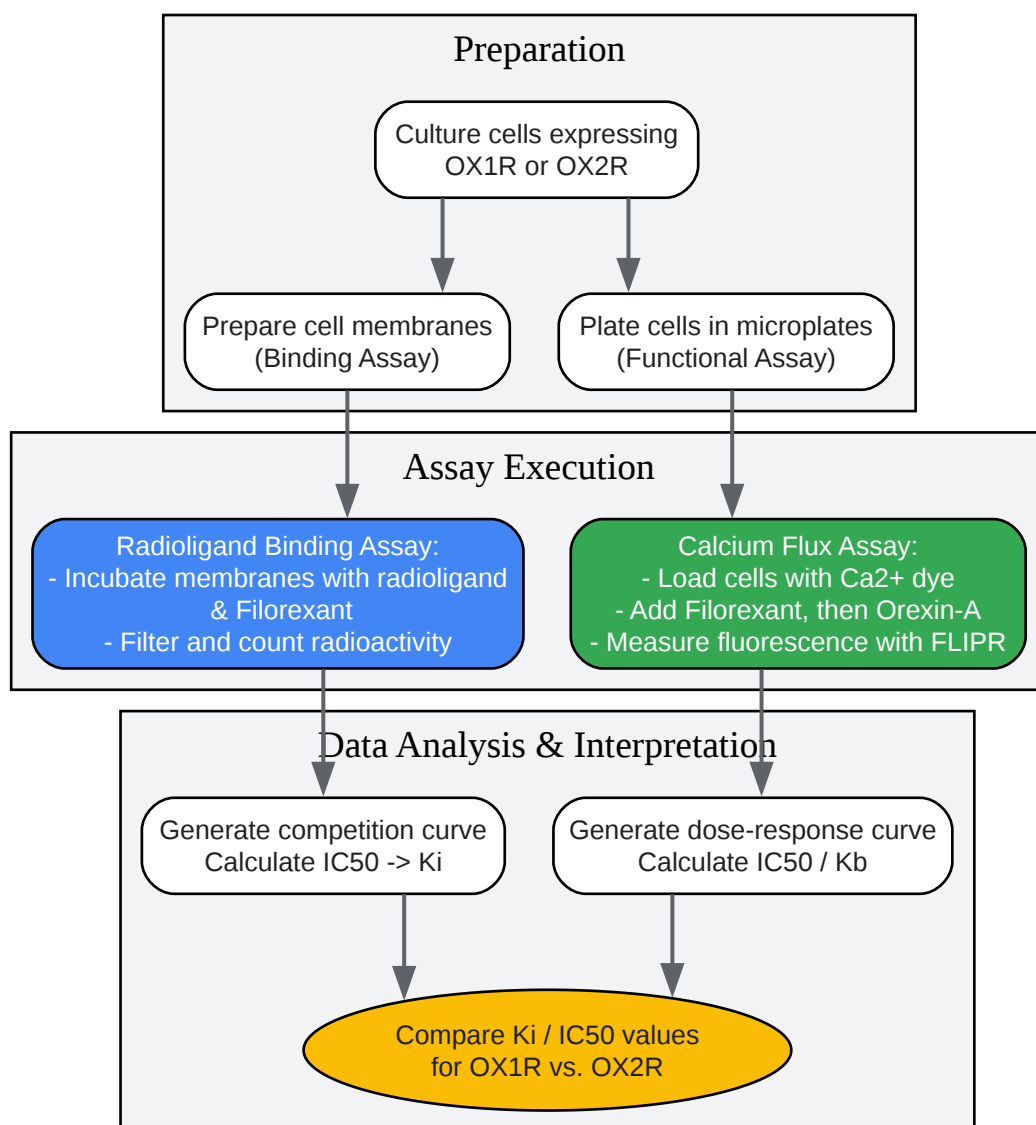 Preparation
Culture cells expressing
OX1R or OX2R
Prepare cell membranes
(Binding Assay)
Plate cells in microplates
(Functional Assay)
Assay Execution
Radioligand Binding Assay:
- Incubate membranes with radioligand
& Filorexant
- Filter and count radioactivity
Calcium Flux Assay:
- Load cells with Ca2+ dye
- Add Filorexant, then Orexin-A
- Measure fluorescence with FLIPR
Data Analysis & Interpretation
Generate competition curve
Calculate IC50 -> Ki
Generate dose-response curve
Calculate IC50 / Kb
Compare Ki / IC50 values
for OX1R vs. OX2R